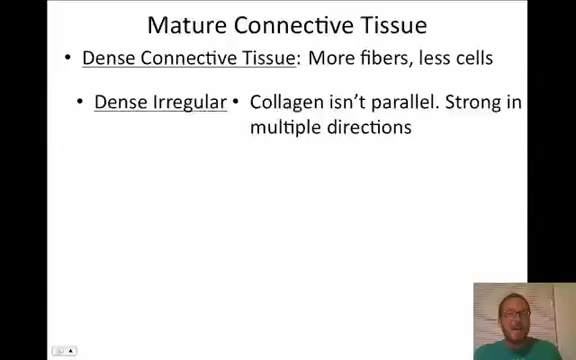 Mature Connective Tissue
• Dense Connective Tissue: More fibers, less cells
• Dense Irregular • Collagen isn't parallel. Strong in
multiple directions